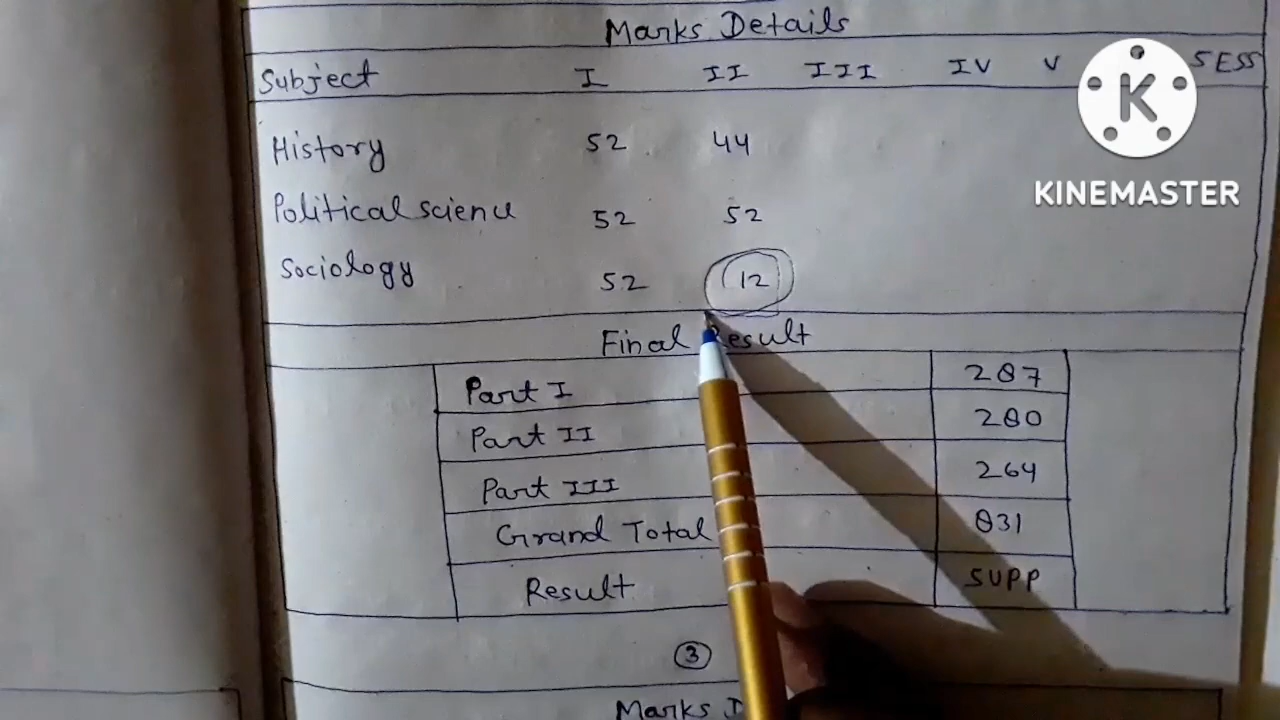 Marks Details
Subject I II III IV V SESS
K
KINEMASTER
History 52 44
Political science 52 52
Sociology 52 12
Final Result
Part I 287
Part II 280
Part III 264
Grand Total 831
Result SUPP
3
Marks D